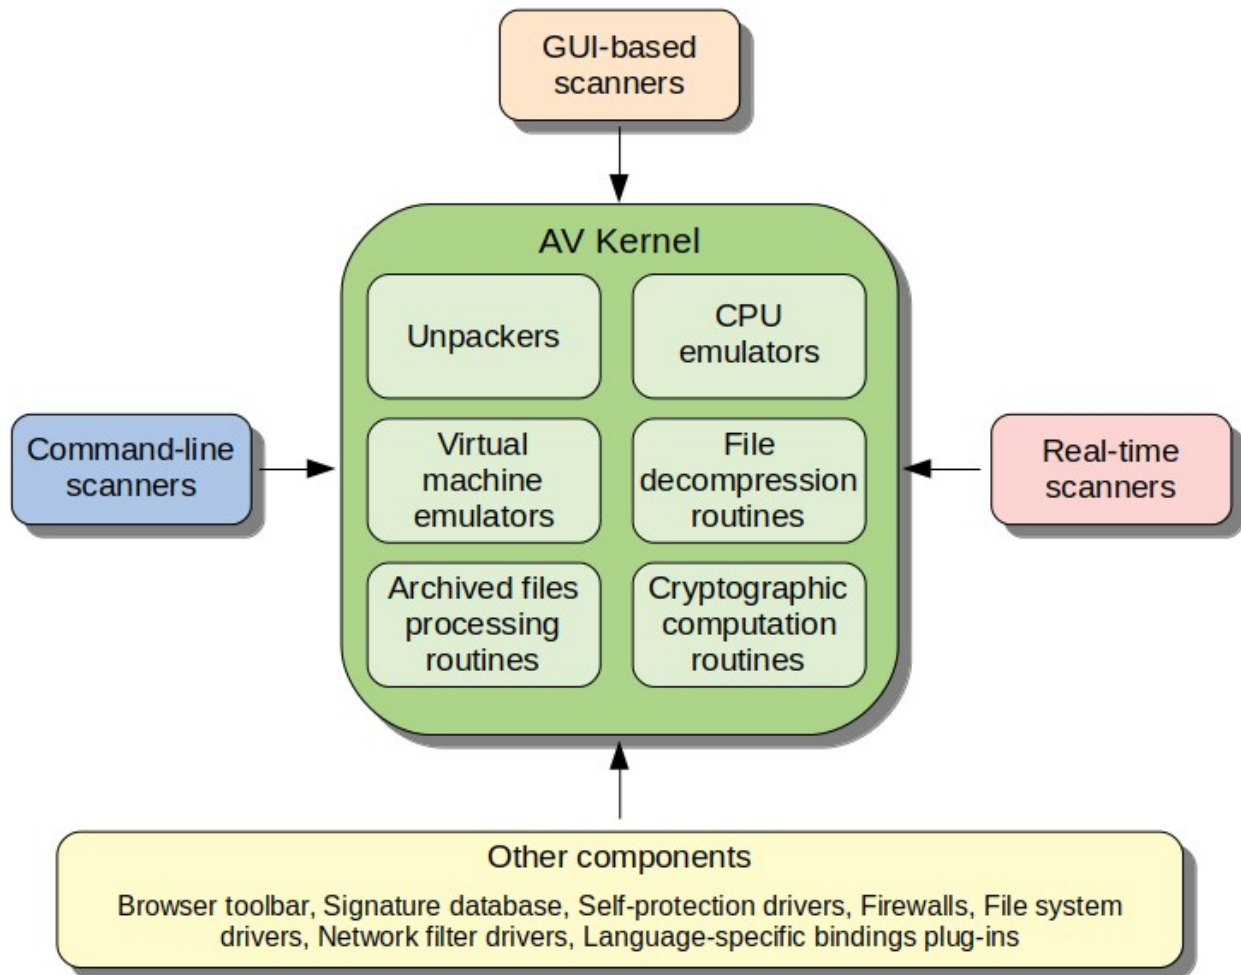 GUI-based
scanners
AV Kernel
Unpackers
CPU
emulators
Command-line
scanners
Virtual
machine
emulators
File
decompression
routines
Real-time
scanners
Archived files
processing
routines
Cryptographic
computation
routines
Other components
Browser toolbar, Signature database, Self-protection drivers, Firewalls, File system
drivers, Network filter drivers, Language-specific bindings plug-ins